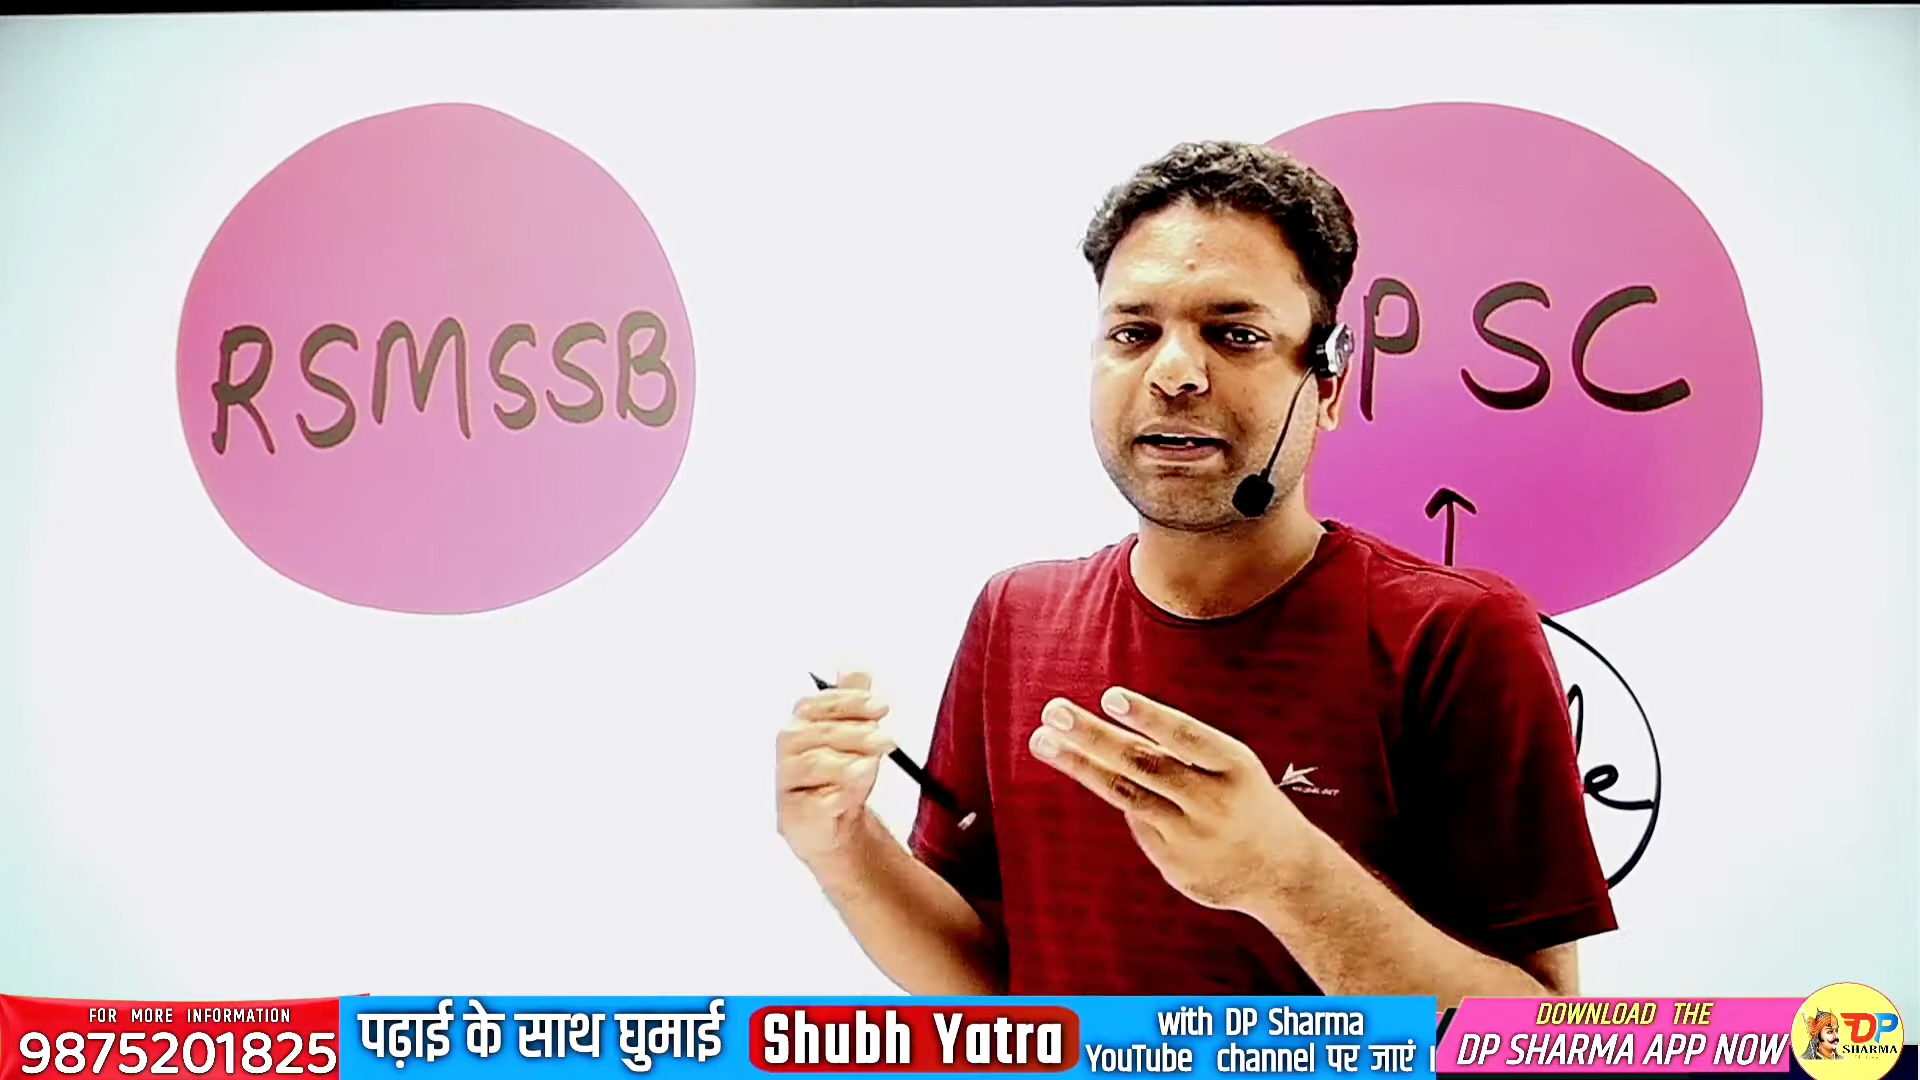 RSMSSB
PSC
FOR MORE INFORMATION
9875201825
पढ़ाई के साथ घुमाई
Shubh Yatra
with DP Sharma
YouTube channel पर जाएं ।
DOWNLOAD THE
DP SHARMA APP NOW
DP
SHARMA